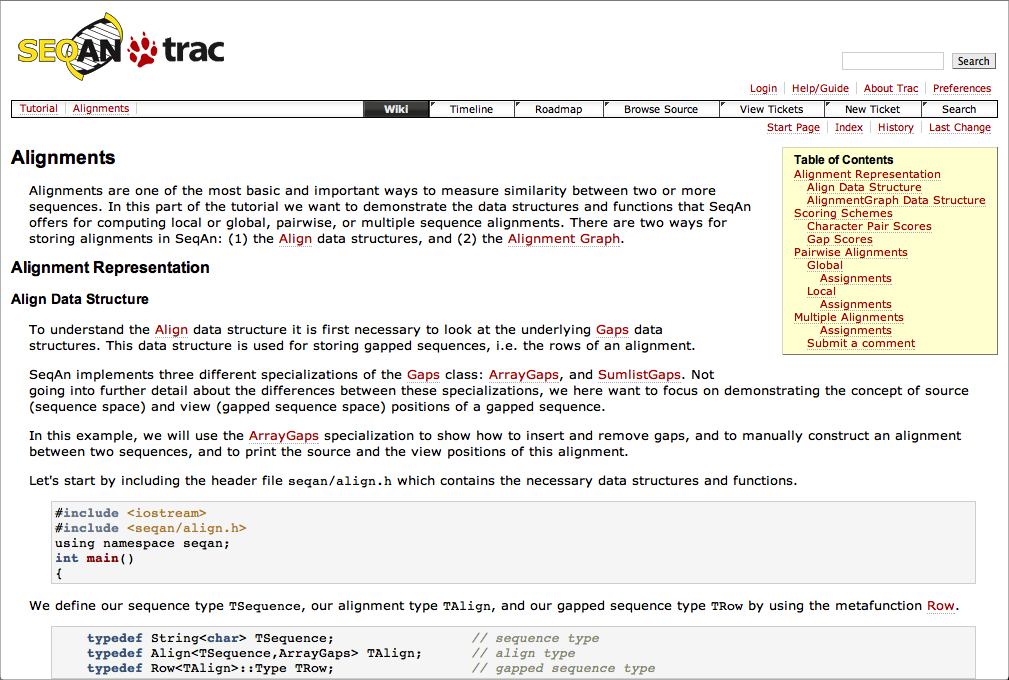 SEQAN trac
Search
Login Help/Guide About Trac Preferences
Tutorial Alignments Wiki Timeline Roadmap Browse Source View Tickets New Ticket Search
Start Page Index History Last Change
Alignments
Alignments are one of the most basic and important ways to measure similarity between two or more
sequences. In this part of the tutorial we want to demonstrate the data structures and functions that SeqAn
offers for computing local or global, pairwise, or multiple sequence alignments. There are two ways for
storing alignments in SeqAn: (1) the Align data structures, and (2) the Alignment Graph.
Table of Contents
Alignment Representation
Align Data Structure
AlignmentGraph Data Structure
Scoring Schemes
Character Pair Scores
Gap Scores
Pairwise Alignments
Global
Assignments
Local
Assignments
Multiple Alignments
Assignments
Submit a comment
Alignment Representation
Align Data Structure
To understand the Align data structure it is first necessary to look at the underlying Gaps data
structures. This data structure is used for storing gapped sequences, i.e. the rows of an alignment.
SeqAn implements three different specializations of the Gaps class: ArrayGaps, and SumlistGaps. Not
going into further detail about the differences between these specializations, we here want to focus on demonstrating the concept of source
(sequence space) and view (gapped sequence space) positions of a gapped sequence.
In this example, we will use the ArrayGaps specialization to show how to insert and remove gaps, and to manually construct an alignment
between two sequences, and to print the source and the view positions of this alignment.
Let's start by including the header file seqan/align.h which contains the necessary data structures and functions.
#include <iostream>
#include <seqan/align.h>
using namespace seqan;
int main()
{
We define our sequence type TSequence, our alignment type TAlign, and our gapped sequence type TRow by using the metafunction Row.
typedef String<char> TSequence; // sequence type
typedef Align<TSequence,ArrayGaps> TAlign; // align type
typedef Row<TAlign>::Type TRow; // gapped sequence type